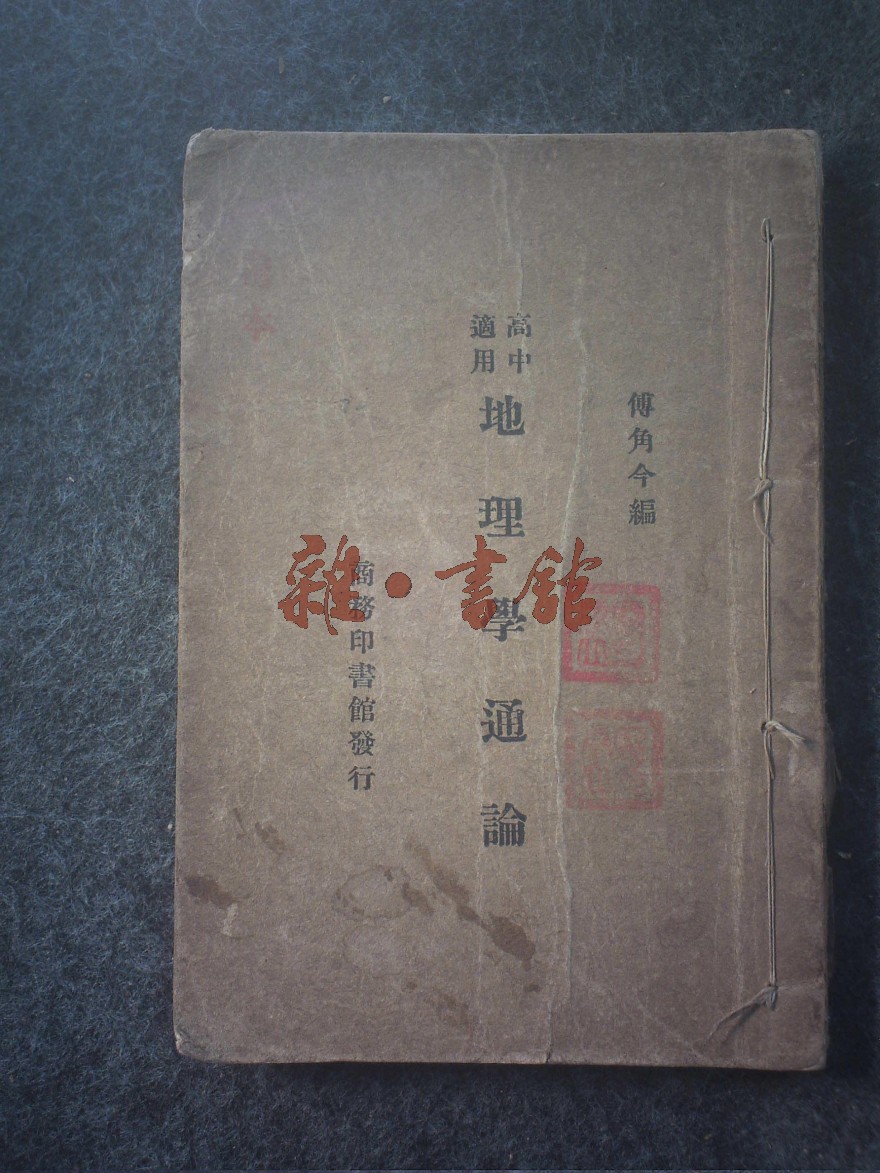 傅角今編
高中
適用
地理學通論
商務印書館發行
雜·書館